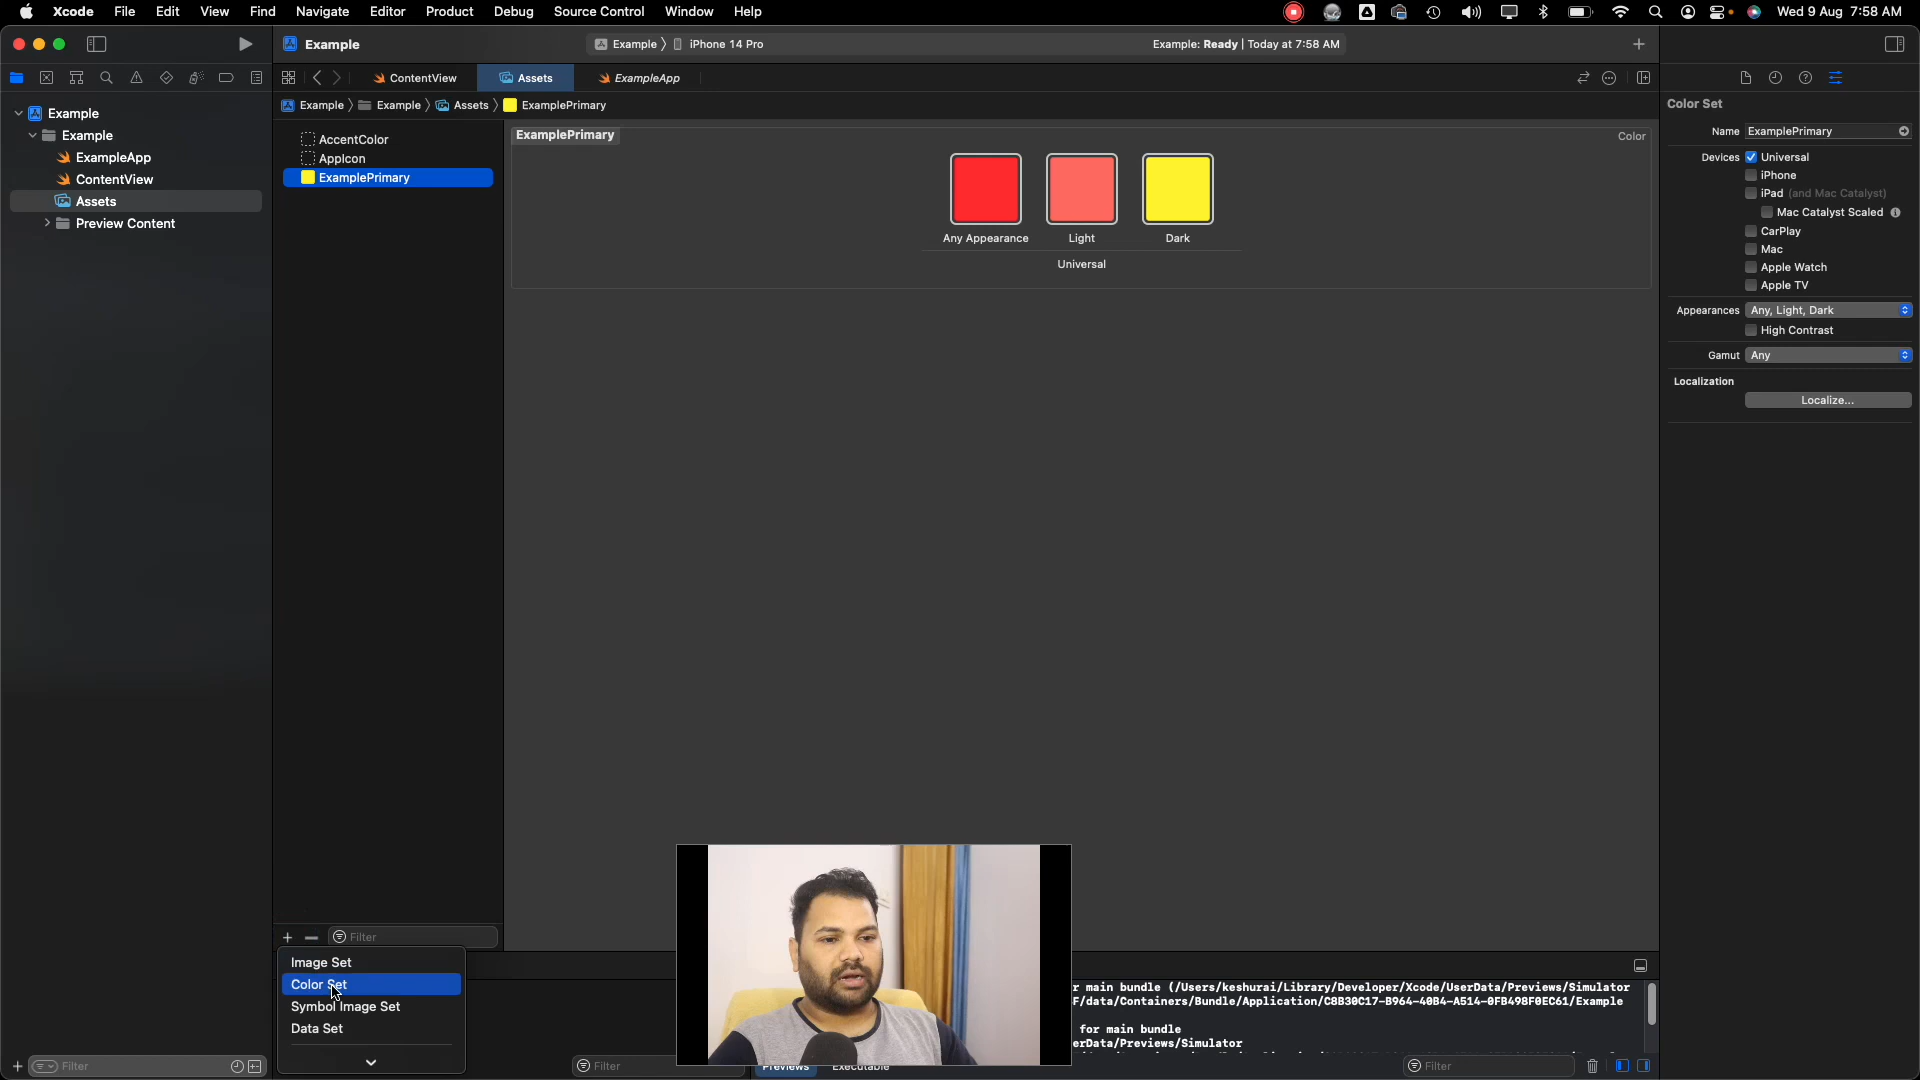 Xcode File Edit View Find Navigate Editor Product Debug Source Control Window Help Wed 9 Aug 7:58 AM
Example Example iPhone 14 Pro Example: Ready | Today at 7:58 AM
ContentView Assets ExampleApp
Example Example Assets ExamplePrimary
Example
Example
ExampleApp
ContentView
Assets
Preview Content
AccentColor
AppIcon
ExamplePrimary
ExamplePrimary Color
Any Appearance Light Dark
Universal
Color Set
Name ExamplePrimary
Devices Universal
iPhone
iPad (and Mac Catalyst)
Mac Catalyst Scaled
CarPlay
Mac
Apple Watch
Apple TV
Appearances Any, Light, Dark
High Contrast
Gamut Any
Localization
Localize...
Filter
Image Set
Color Set
Symbol Image Set
Data Set
r main bundle (/Users/keshurai/Library/Developer/Xcode/UserData/Previews/Simulator
F/data/Containers/Bundle/Application/C8B30C17-B964-40B4-A514-0FB498F0EC61/Example
for main bundle
erData/Previews/Simulator
Filter Filter Previews Executable Filter